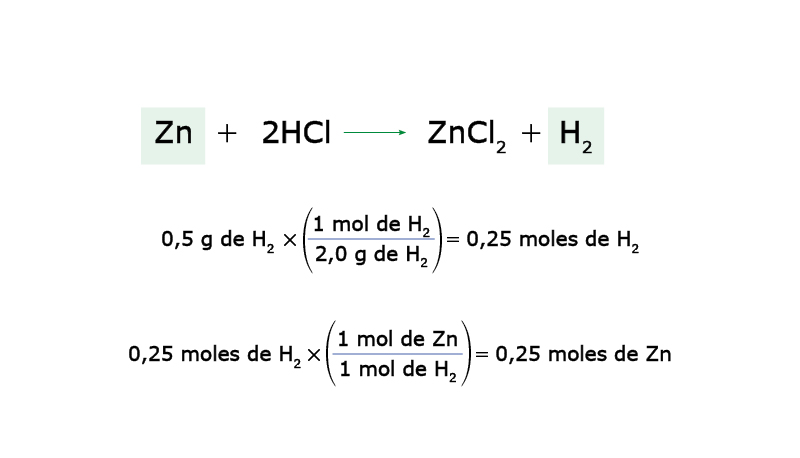 Zn + 2HCl ⟶ ZnCl₂ + H₂
0,5 g de H₂ × (1 mol de H₂ / 2,0 g de H₂) = 0,25 moles de H₂
0,25 moles de H₂ × (1 mol de Zn / 1 mol de H₂) = 0,25 moles de Zn